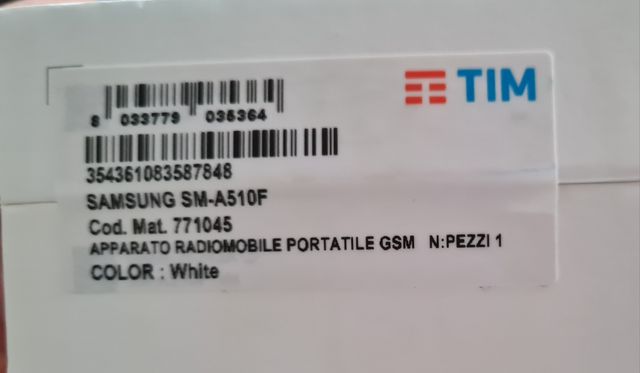 TIM
8 033779 035364
354361083587848
SAMSUNG SM-A510F
Cod. Mat. 771045
APPARATO RADIOMOBILE PORTATILE GSM N:PEZZI 1
COLOR : White